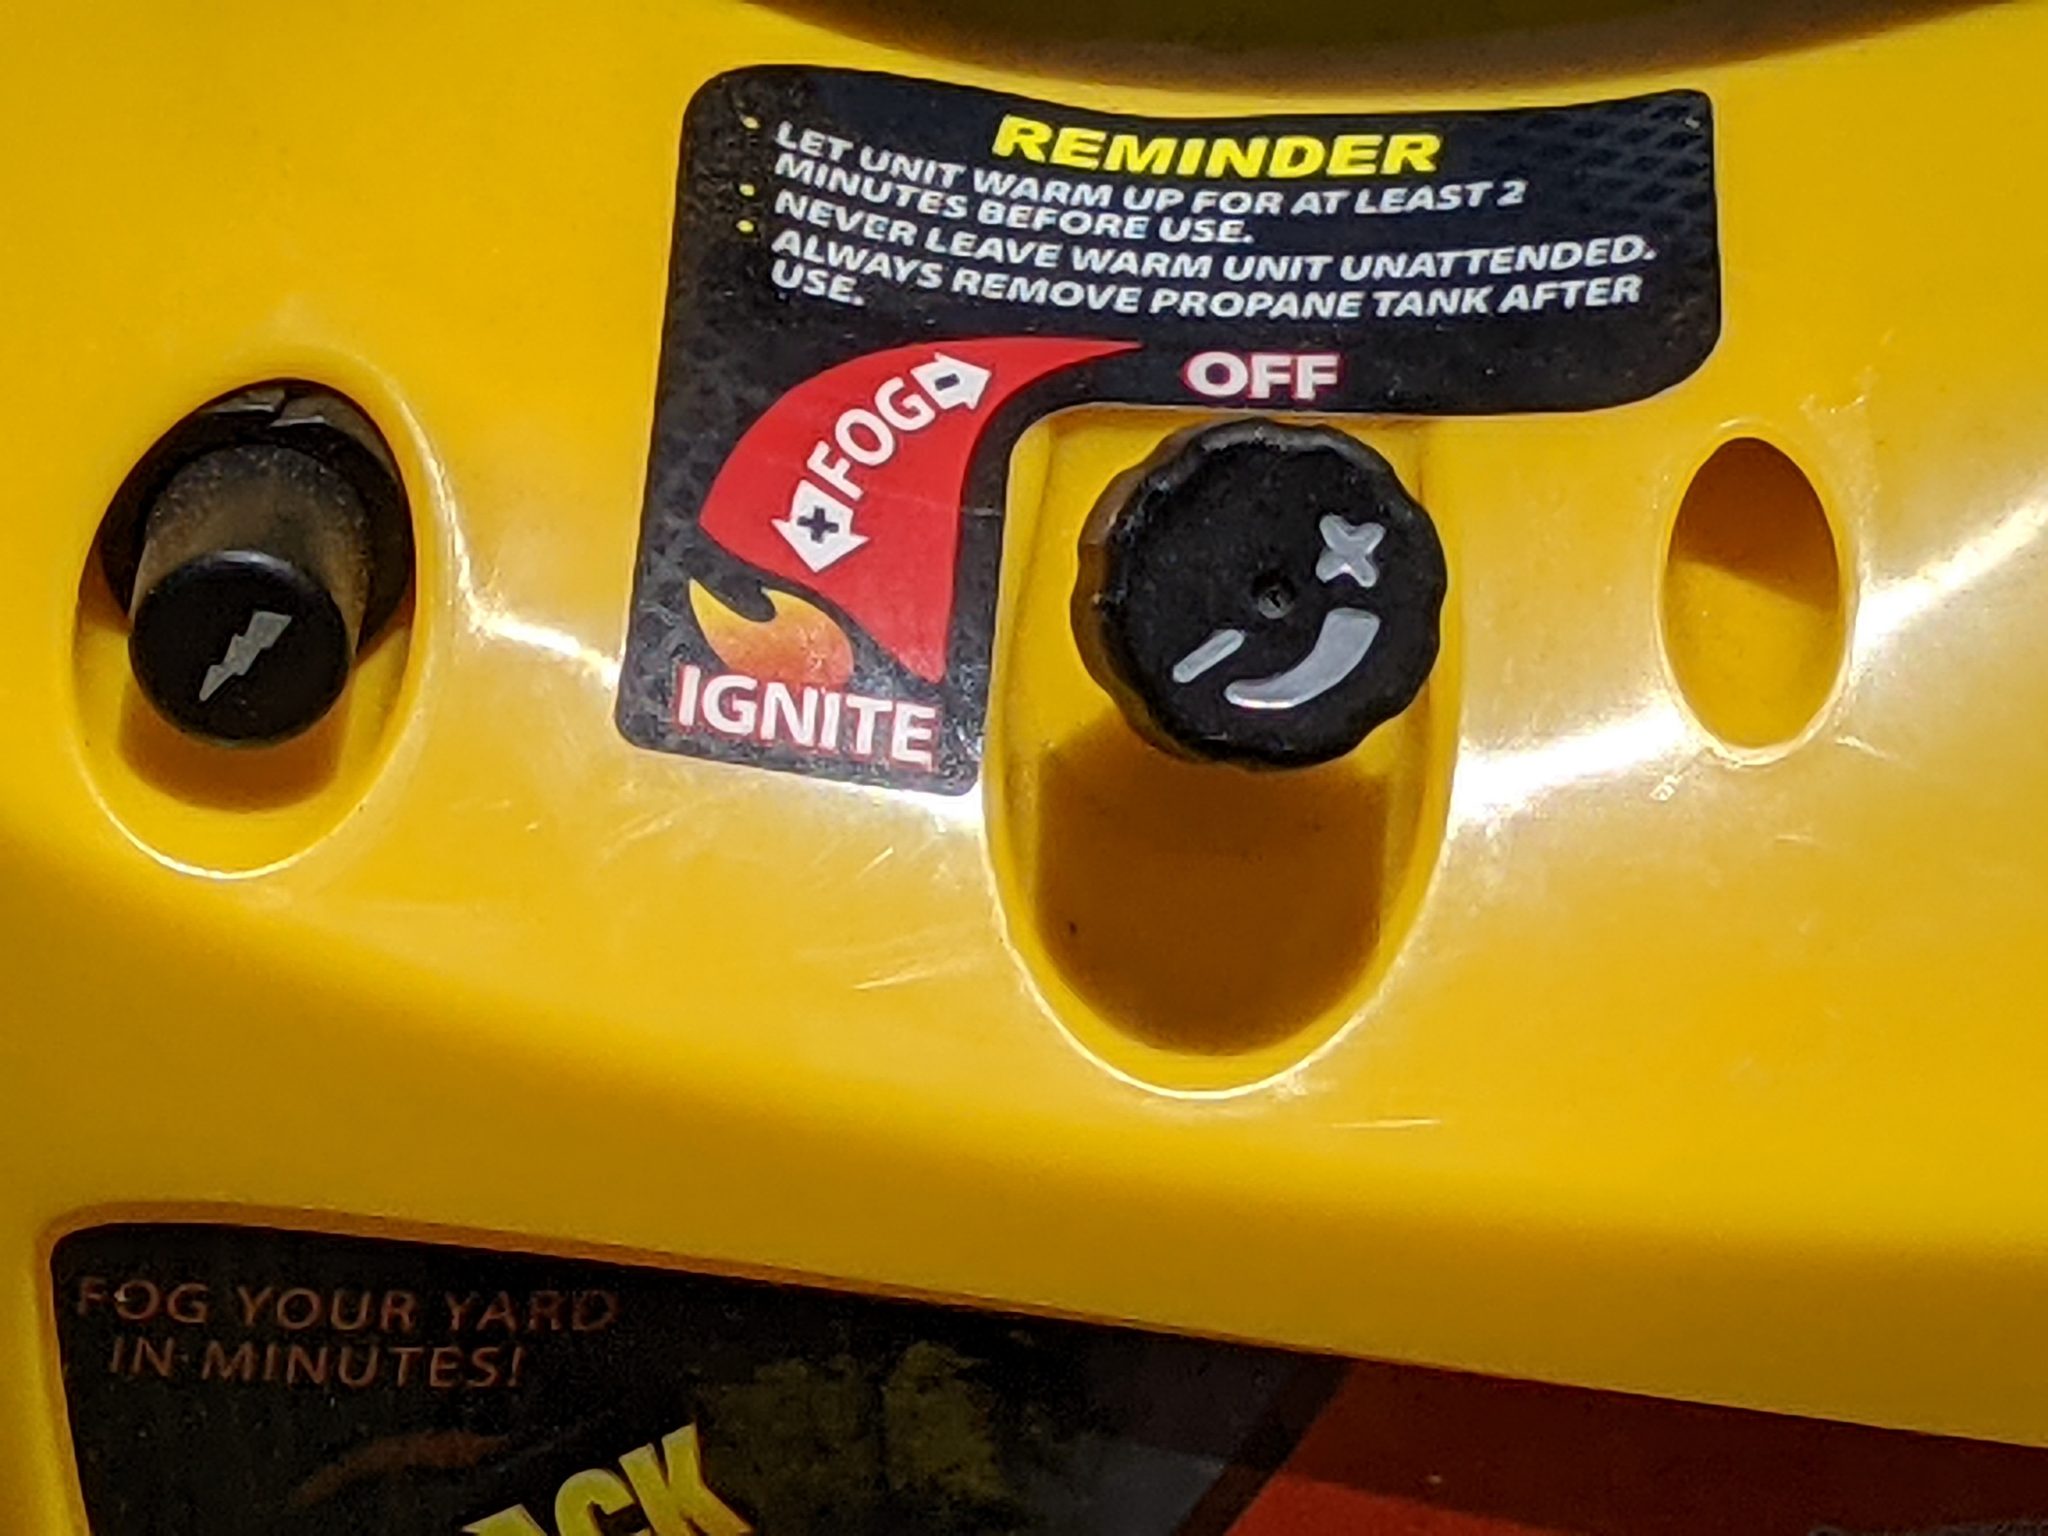 REMINDER
• LET UNIT WARM UP FOR AT LEAST 2
MINUTES BEFORE USE.
• NEVER LEAVE WARM UNIT UNATTENDED.
• ALWAYS REMOVE PROPANE TANK AFTER
USE.
OFF
- FOG +
IGNITE
FOG YOUR YARD
IN MINUTES!
ACK